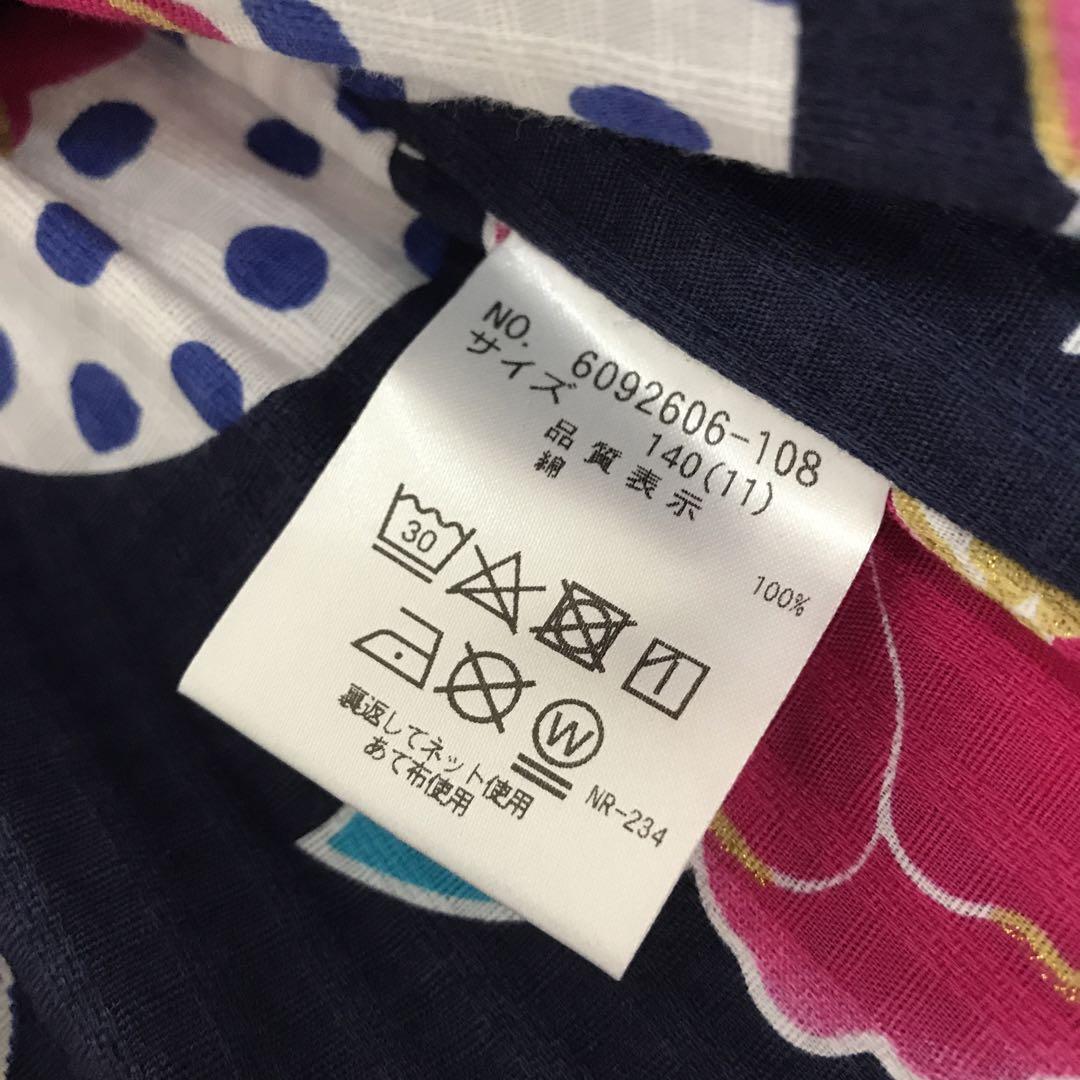 NO. 6092606-108
サイズ 140(11)
品質表示
綿 100%
30
W
裏返してネット使用
あて布使用
NR-234